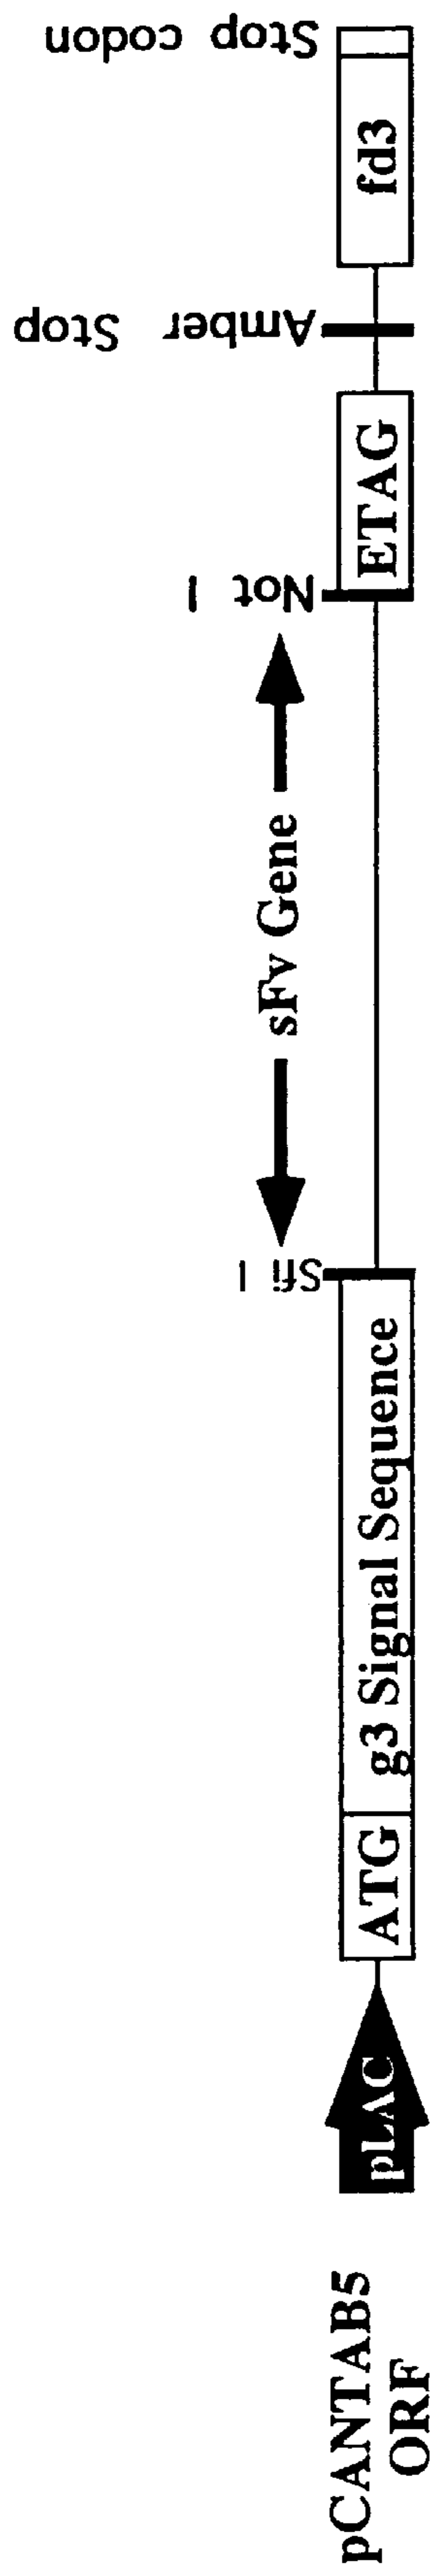 pCANTAB5
ORF
pLAC
ATG
g3 Signal Sequence
Sfi I
sFv Gene
Not I
ETAG
Amber Stop
fd3
Stop codon